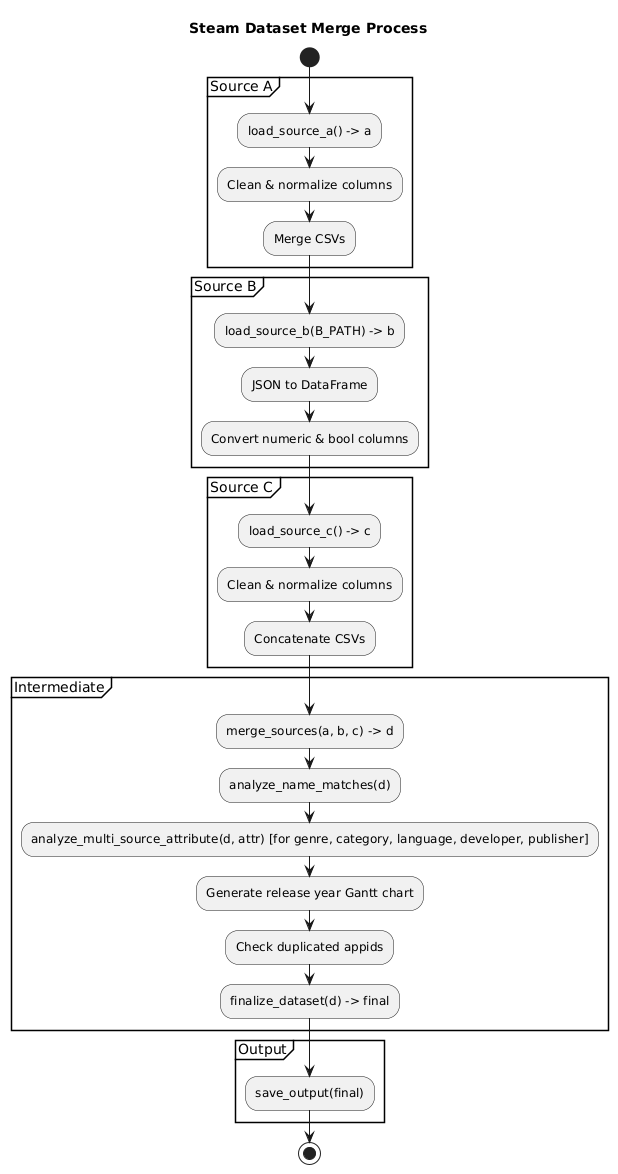 Steam Dataset Merge Process
Source A
load_source_a() -> a
Clean & normalize columns
Merge CSVs
Source B
load_source_b(B_PATH) -> b
JSON to DataFrame
Convert numeric & bool columns
Source C
load_source_c() -> c
Clean & normalize columns
Concatenate CSVs
Intermediate
merge_sources(a, b, c) -> d
analyze_name_matches(d)
analyze_multi_source_attribute(d, attr) [for genre, category, language, developer, publisher]
Generate release year Gantt chart
Check duplicated appids
finalize_dataset(d) -> final
Output
save_output(final)